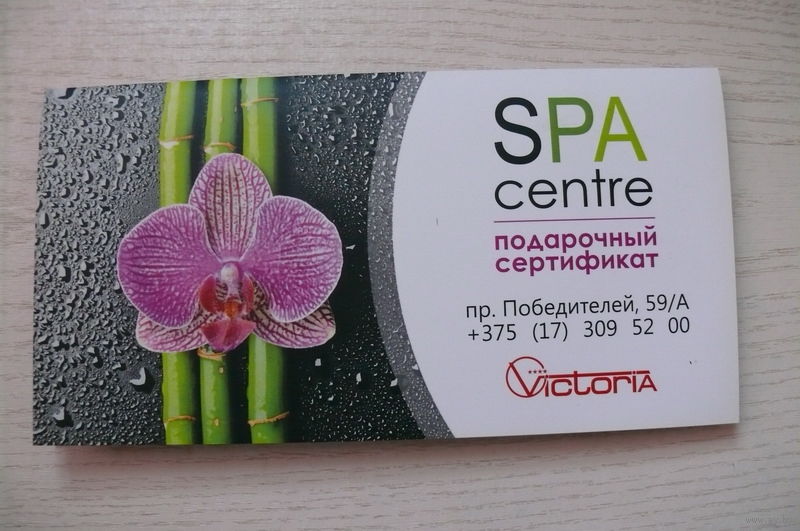 SPA
centre
подарочный
сертификат
пр. Победителей, 59/А
+375 (17) 309 52 00
Victoria